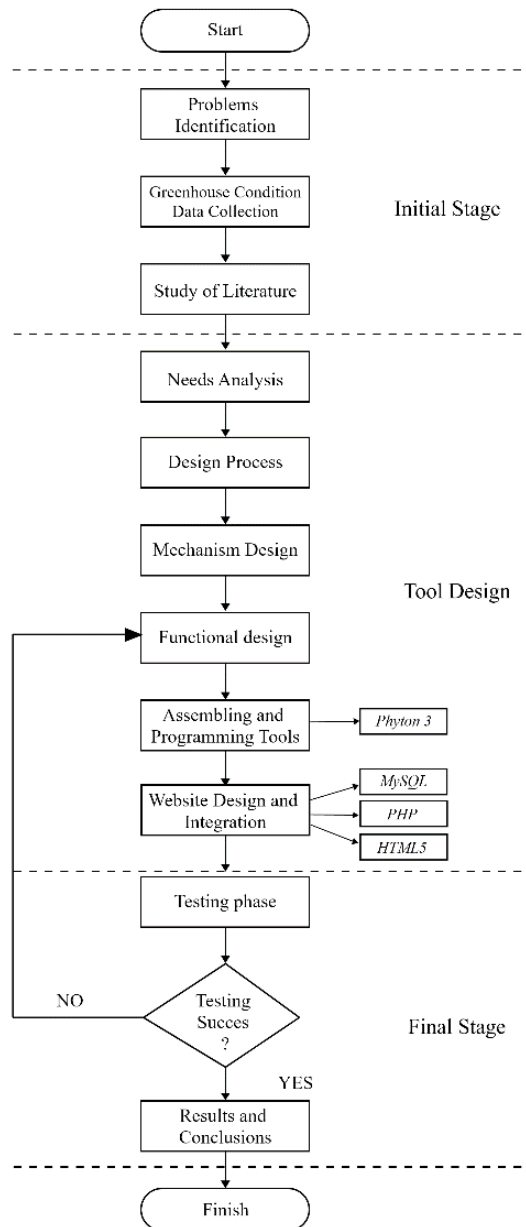 Start
Problems
Identification
Greenhouse Condition
Data Collection
Initial Stage
Study of Literature
Needs Analysis
Design Process
Mechanism Design
Tool Design
Functional design
Assembling and
Programming Tools
Phyton 3
Website Design and
Integration
MySQL
PHP
HTML5
Testing phase
NO
Testing
Succes
?
Final Stage
YES
Results and
Conclusions
Finish